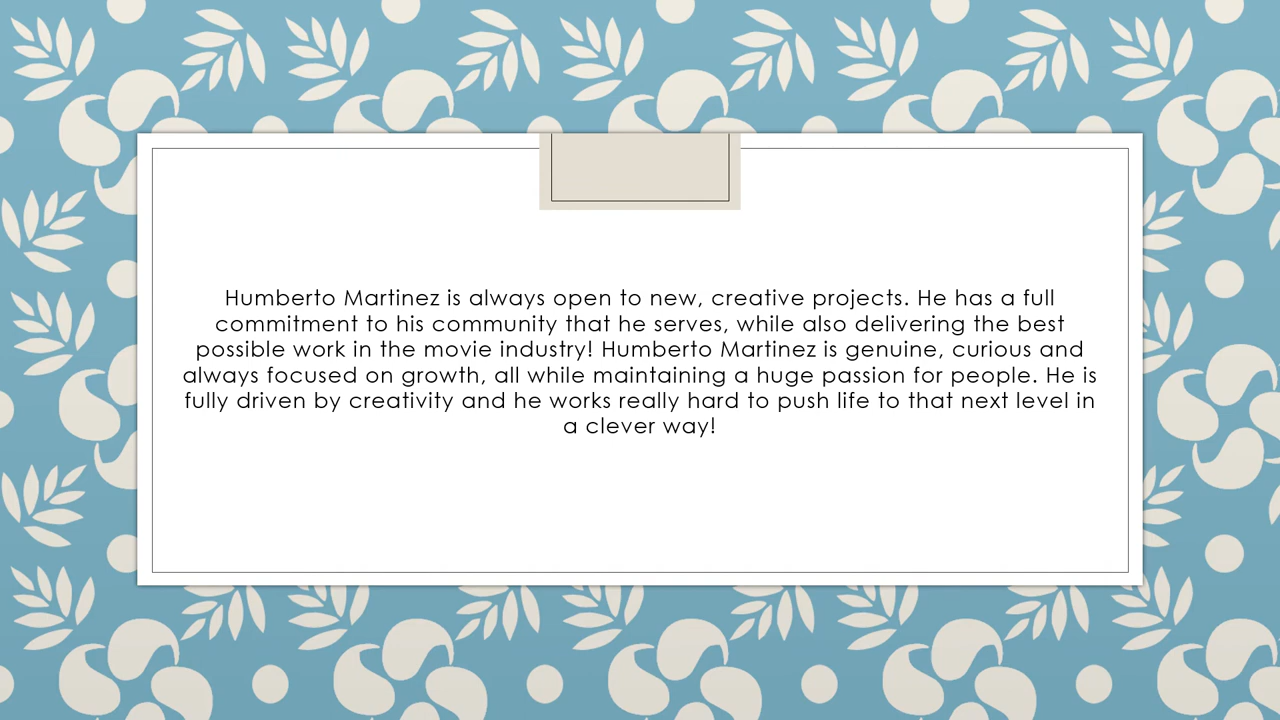 Humberto Martinez is always open to new, creative projects. He has a full
commitment to his community that he serves, while also delivering the best
possible work in the movie industry! Humberto Martinez is genuine, curious and
always focused on growth, all while maintaining a huge passion for people. He is
fully driven by creativity and he works really hard to push life to that next level in
a clever way!